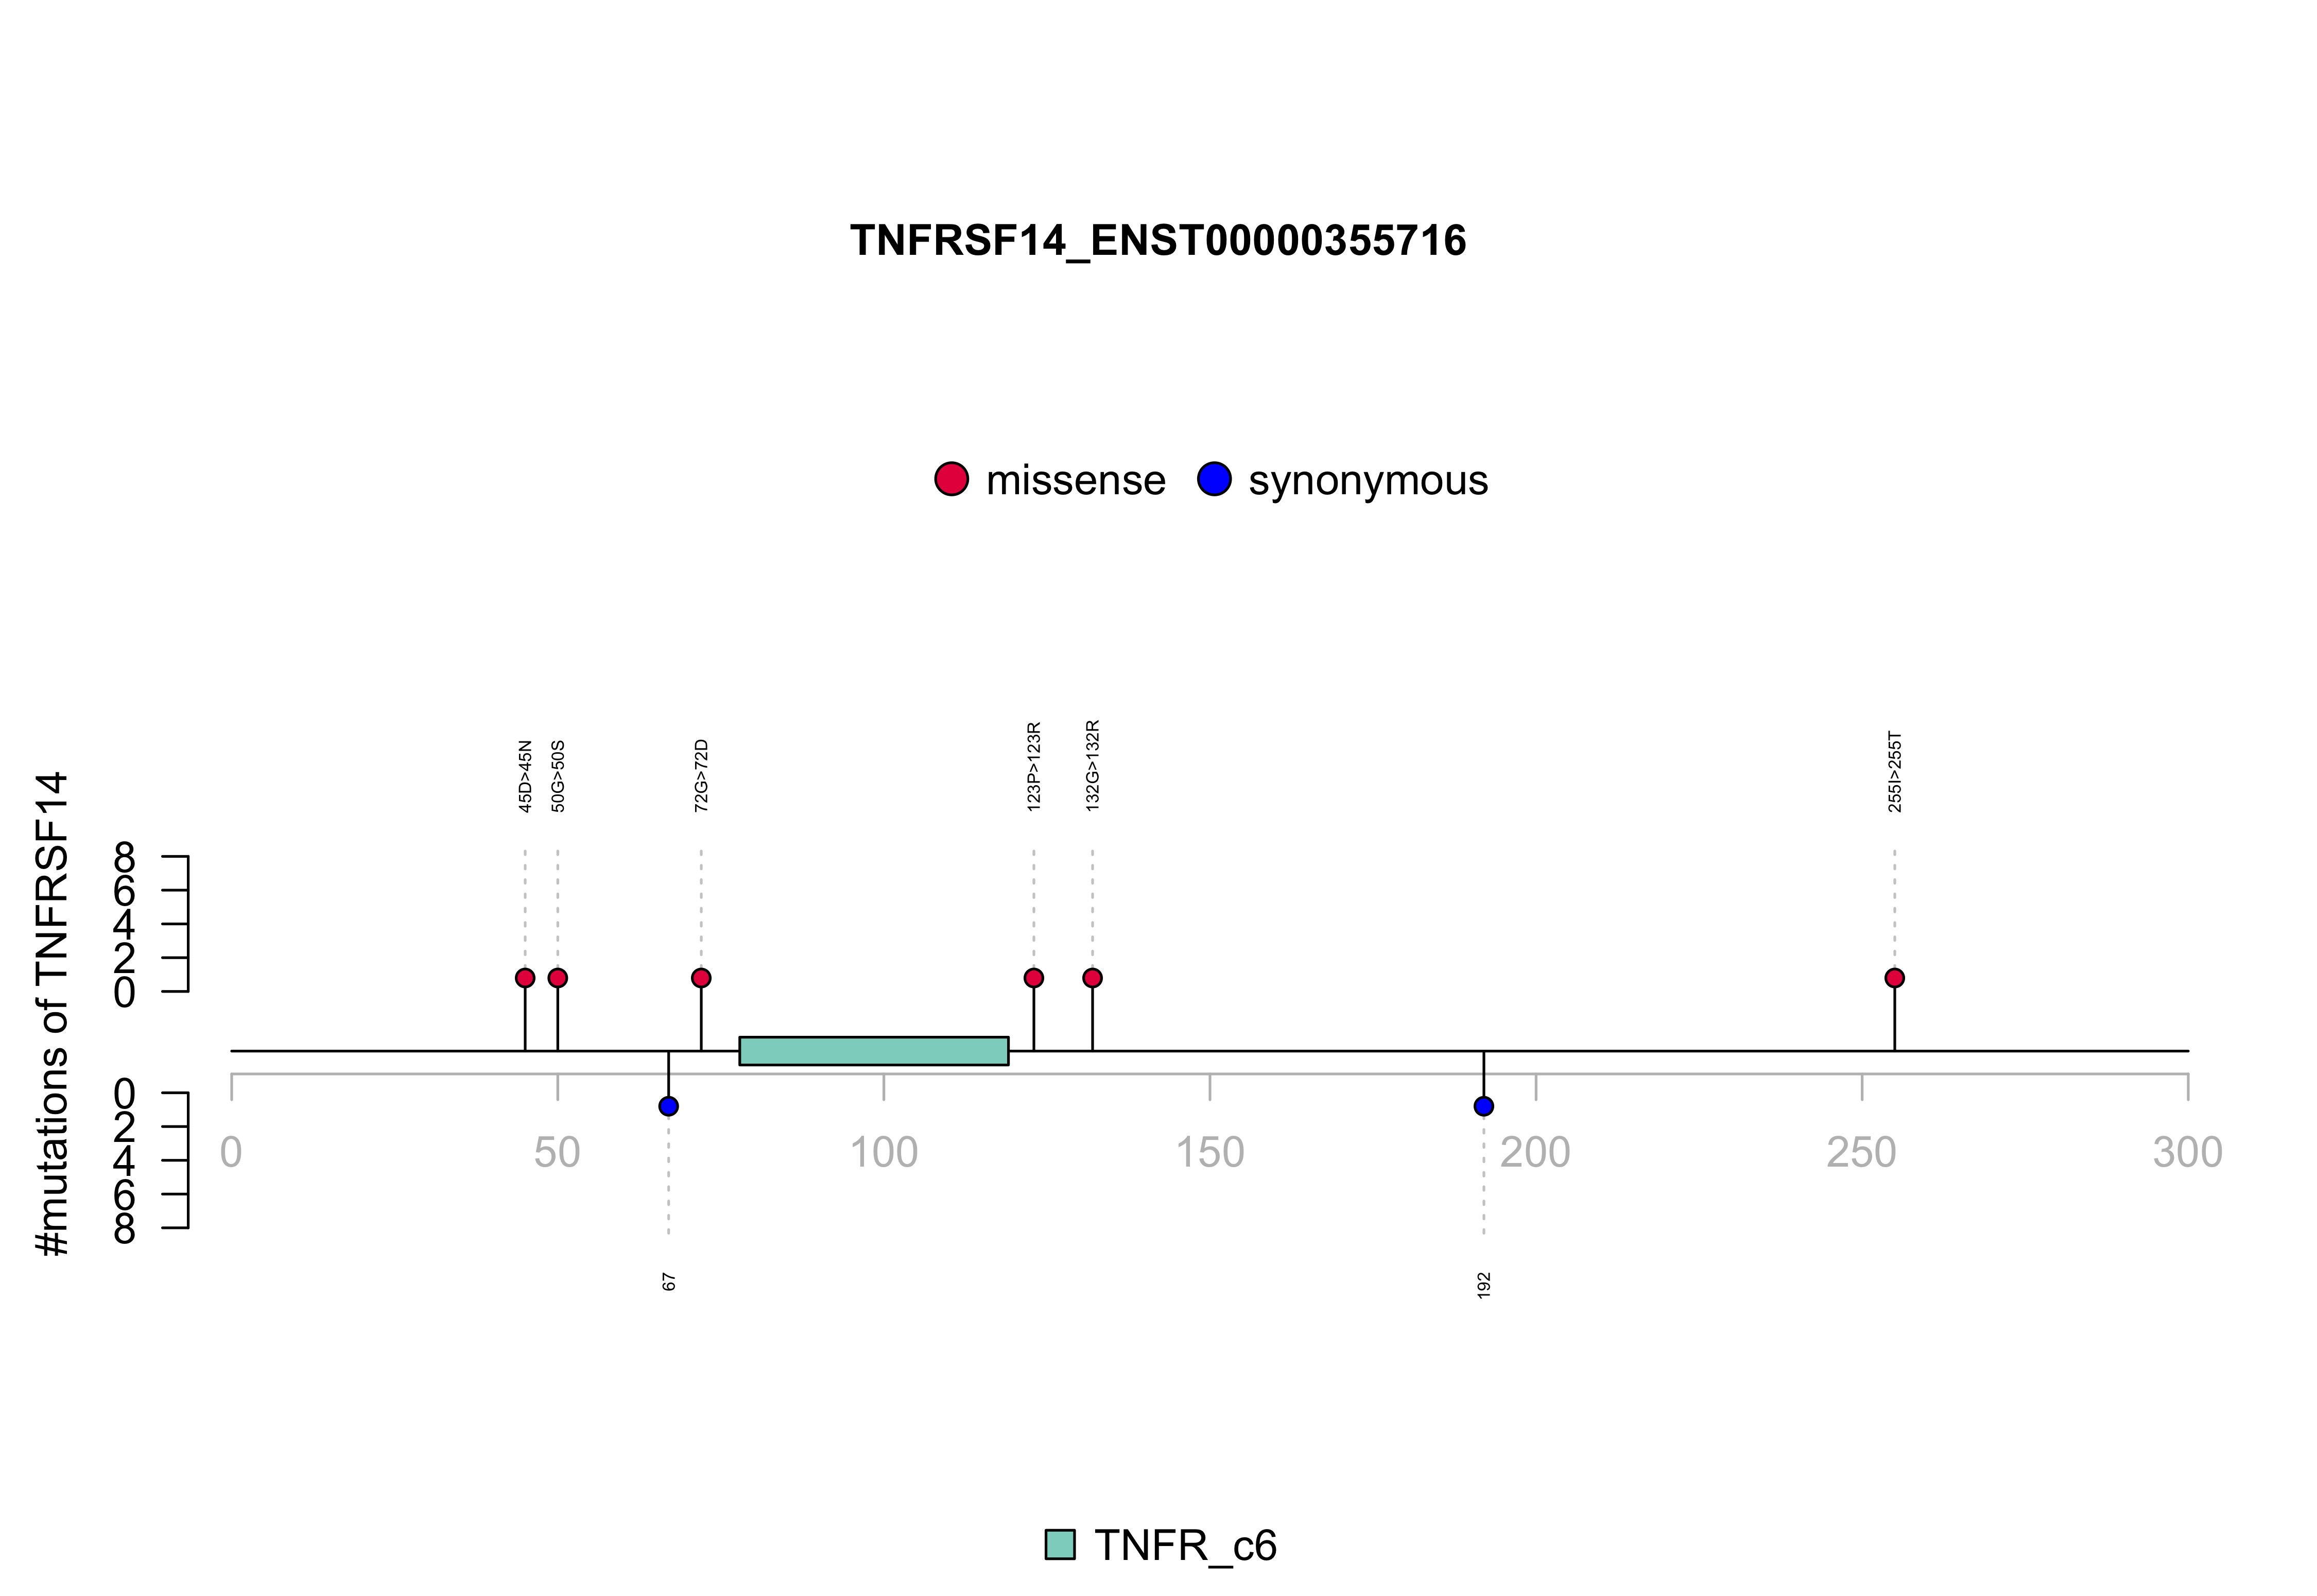 TNFRSF14_ENST00000355716
missense synonymous
45D>45N 50G>50S 72G>72D 123P>123R 132G>132R 255I>255T
#mutations of TNFRSF14
8
6
4
2
0
0
2
4
6
8
0 50 100 150 200 250 300
67 192
TNFR_c6